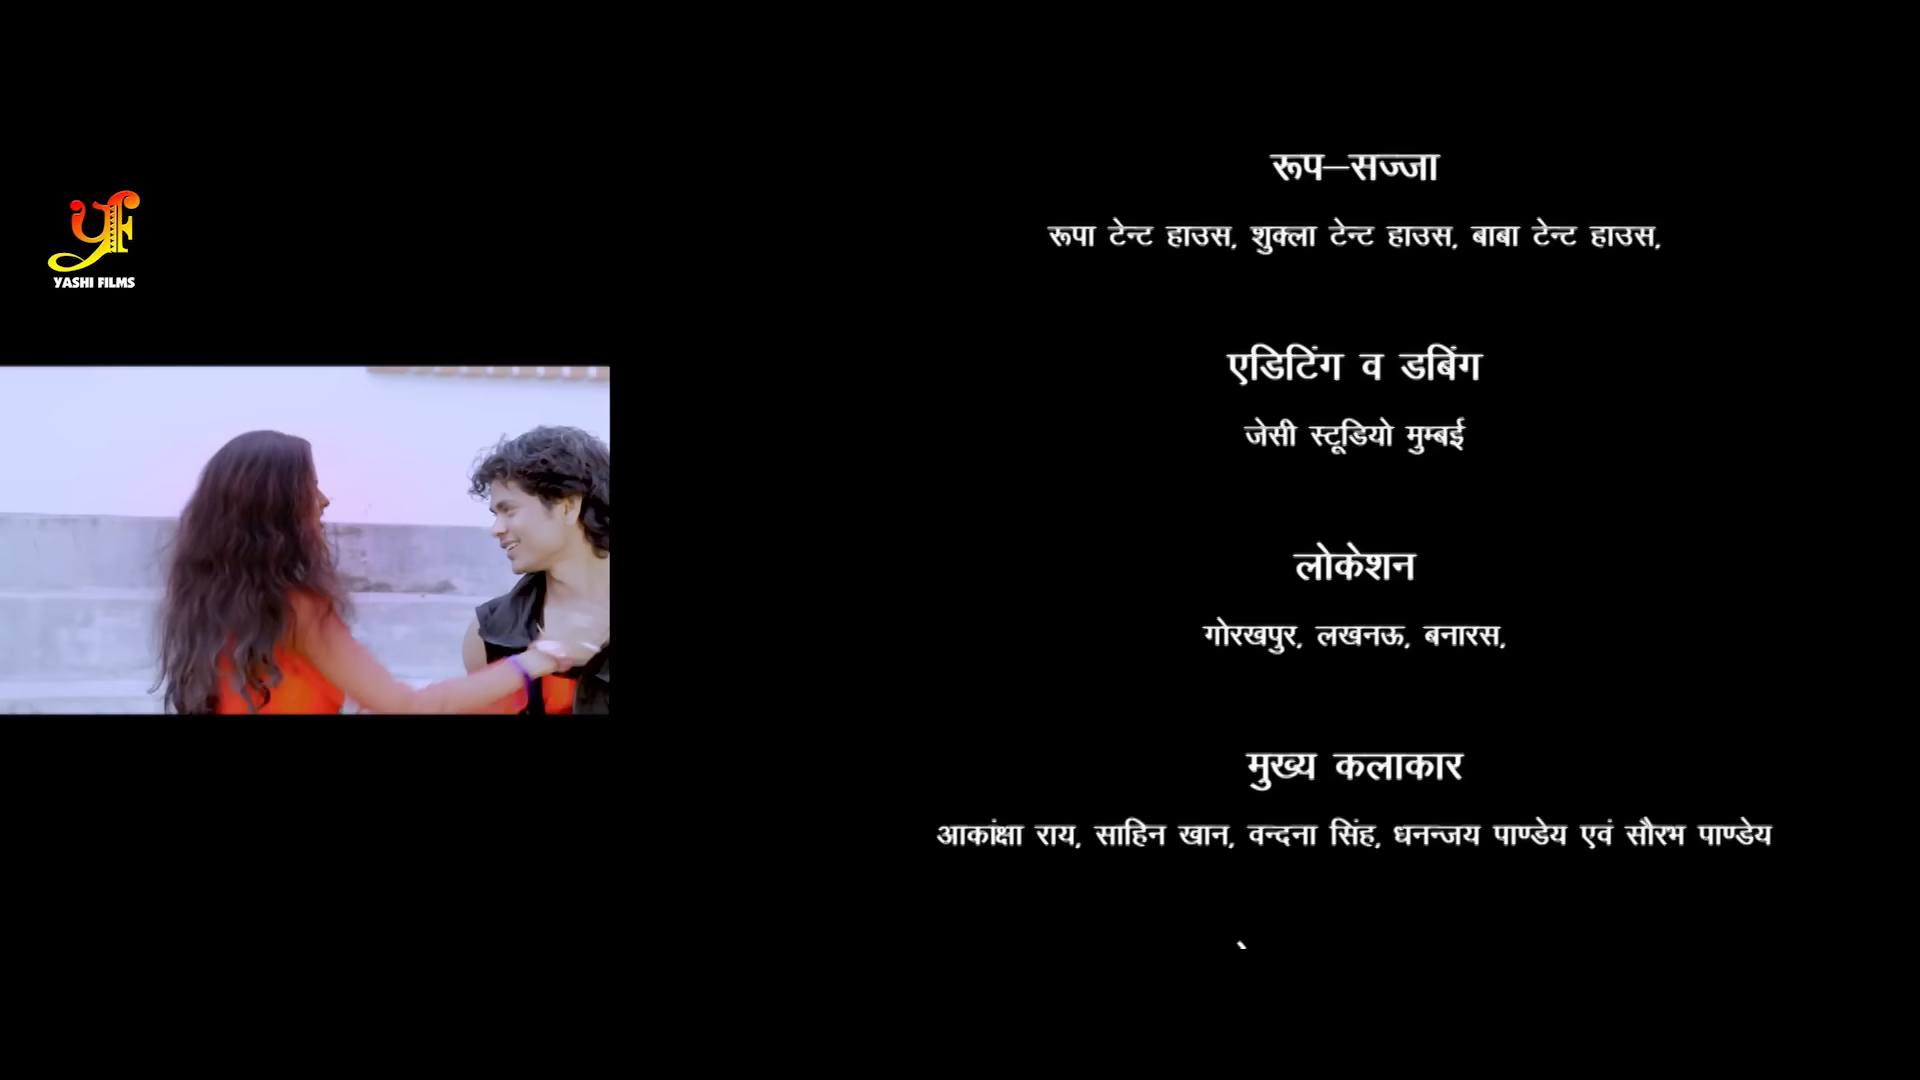 YASHI FILMS
रूप–सज्जा
रूपा टेन्ट हाउस, शुक्ला टेन्ट हाउस, बाबा टेन्ट हाउस,
एडिटिंग व डबिंग
जेसी स्टूडियो मुम्बई
लोकेशन
गोरखपुर, लखनऊ, बनारस,
मुख्य कलाकार
आकांक्षा राय, साहिन खान, वन्दना सिंह, धनन्जय पाण्डेय एवं सौरभ पाण्डेय